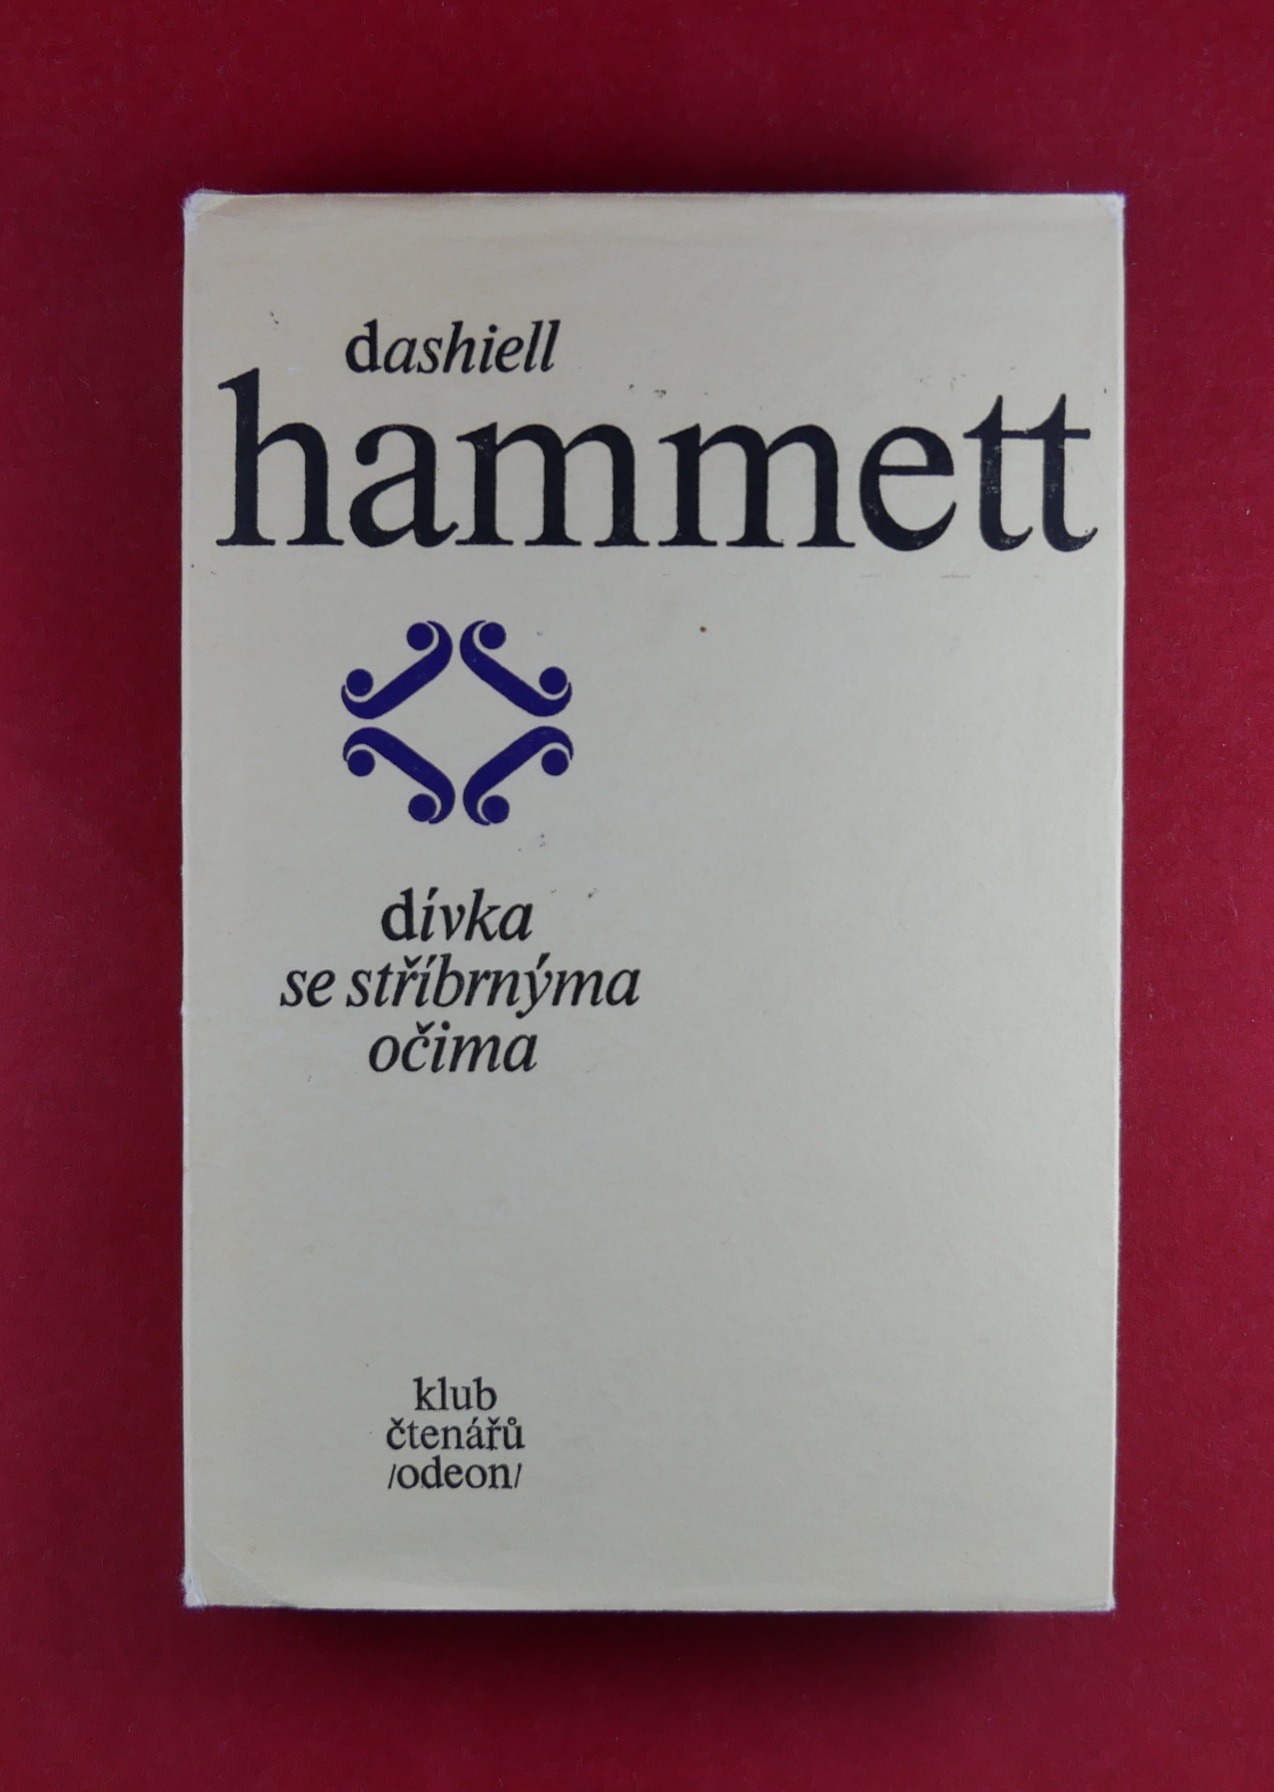 dashiell
hammett
dívka
se stříbrnýma
očima
klub
čtenářů
/odeon/